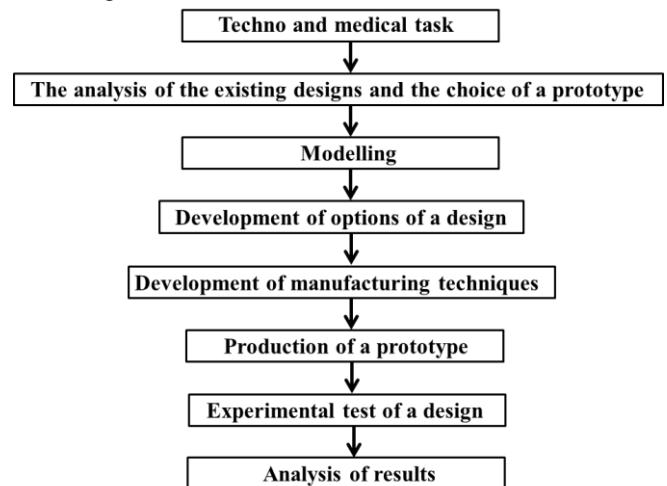 Techno and medical task
The analysis of the existing designs and the choice of a prototype
Modelling
Development of options of a design
Development of manufacturing techniques
Production of a prototype
Experimental test of a design
Analysis of results